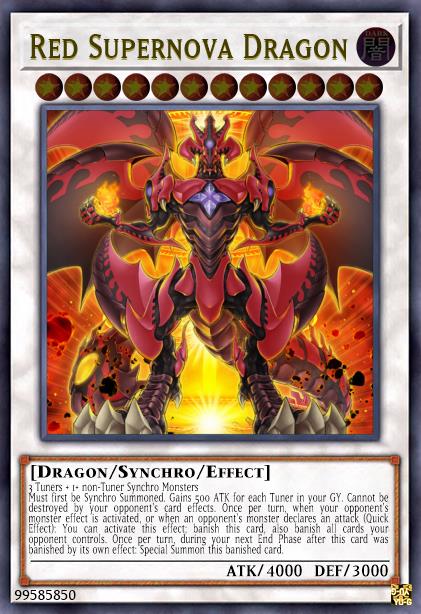 RED SUPERNOVA DRAGON
DARK
闇
[DRAGON/SYNCHRO/EFFECT]
3 Tuners + 1+ non-Tuner Synchro Monsters
Must first be Synchro Summoned. Gains 500 ATK for each Tuner in your GY. Cannot be
destroyed by your opponent's card effects. Once per turn, when your opponent's
monster effect is activated, or when an opponent's monster declares an attack (Quick
Effect): You can activate this effect; banish this card, also banish all cards your
opponent controls. Once per turn, during your next End Phase after this card was
banished by its own effect: Special Summon this banished card.
ATK/4000 DEF/3000
99585850